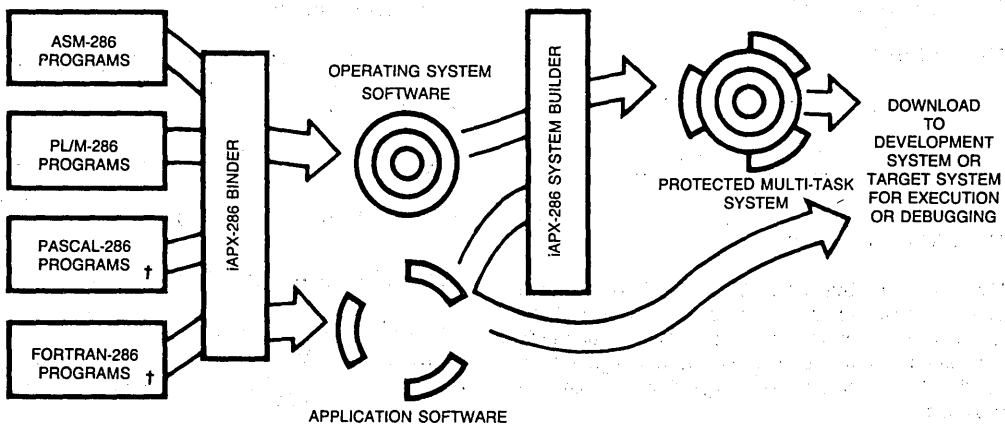 ASM-286
PROGRAMS
PL/M-286
PROGRAMS
PASCAL-286
PROGRAMS †
FORTRAN-286
PROGRAMS †
iAPX-286 BINDER
OPERATING SYSTEM
SOFTWARE
APPLICATION SOFTWARE
iAPX-286 SYSTEM BUILDER
PROTECTED MULTI-TASK
SYSTEM
DOWNLOAD
TO
DEVELOPMENT
SYSTEM OR
TARGET SYSTEM
FOR EXECUTION
OR DEBUGGING